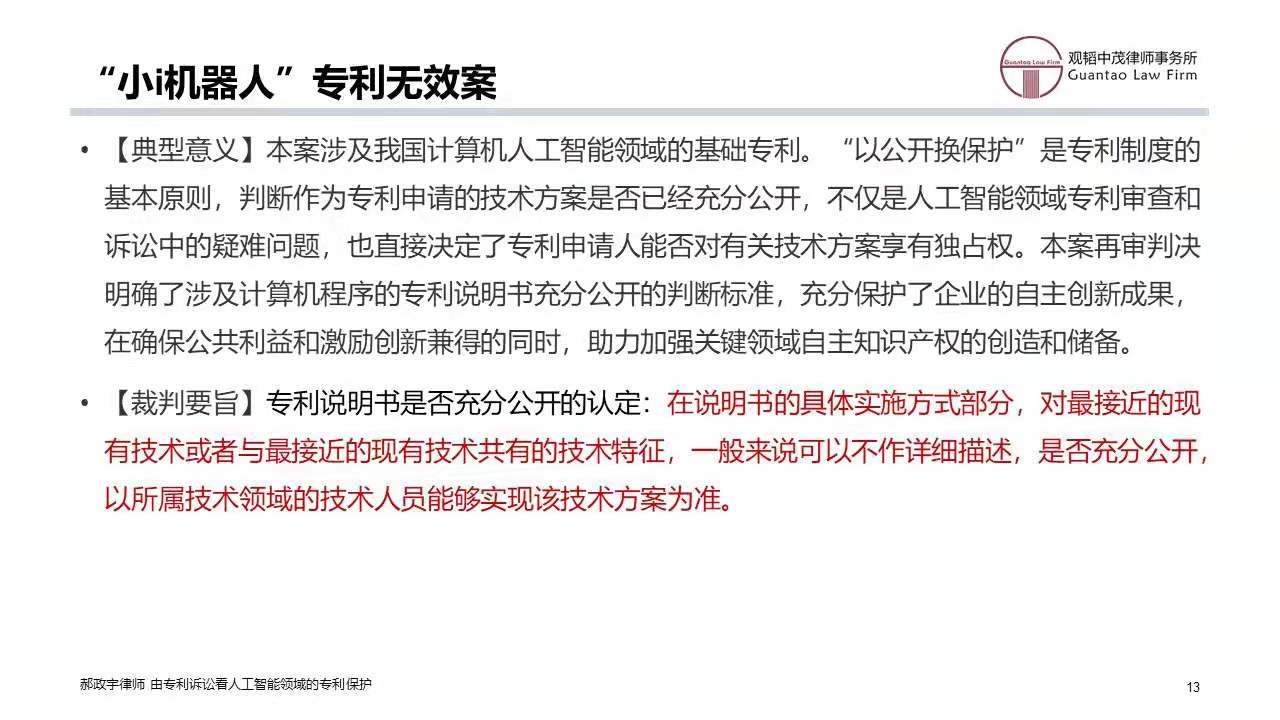 “小i机器人”专利无效案
Guantao Law Firm
观韬中茂律师事务所
Guantao Law Firm
• 【典型意义】本案涉及我国计算机人工智能领域的基础专利。“以公开换保护”是专利制度的
基本原则，判断作为专利申请的技术方案是否已经充分公开，不仅是人工智能领域专利审查和
诉讼中的疑难问题，也直接决定了专利申请人能否对有关技术方案享有独占权。本案再审判决
明确了涉及计算机程序的专利说明书充分公开的判断标准，充分保护了企业的自主创新成果，
在确保公共利益和激励创新兼得的同时，助力加强关键领域自主知识产权的创造和储备。
• 【裁判要旨】专利说明书是否充分公开的认定：在说明书的具体实施方式部分，对最接近的现
有技术或者与最接近的现有技术共有的技术特征，一般来说可以不作详细描述，是否充分公开，
以所属技术领域的技术人员能够实现该技术方案为准。
郝政宇律师 由专利诉讼看人工智能领域的专利保护
13